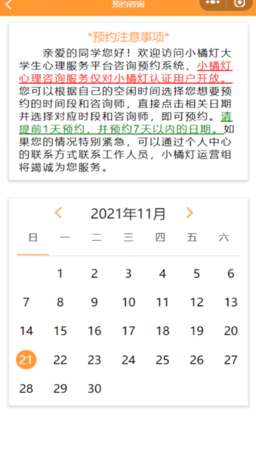 预约咨询
*预约注意事项*
亲爱的同学您好！欢迎访问小橘灯大
学生心理服务平台咨询预约系统，小橘灯
心理咨询服务仅对小橘灯认证用户开放。
您可以根据自己的空闲时间选择您想要预
约的时间段和咨询师，直接点击相关日期
并选择对应时段和咨询师，即可预约。请
提前1天预约，并预约7天以内的日期。如
果您的情况特别紧急，可以通过个人中心
的联系方式联系工作人员，小橘灯运营组
将竭诚为您服务。
2021年11月
日 一 二 三 四 五 六
1 2 3 4 5 6
7 8 9 10 11 12 13
14 15 16 17 18 19 20
21 22 23 24 25 26 27
28 29 30